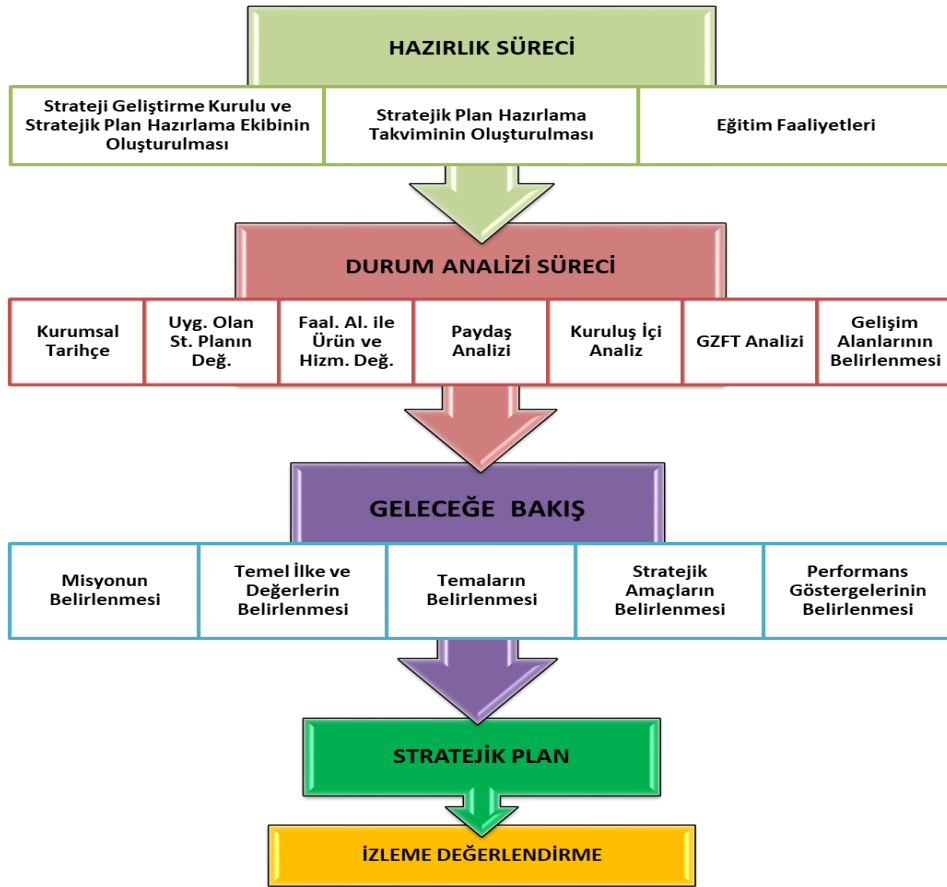 HAZIRLIK SÜRECİ
Strateji Geliştirme Kurulu ve
Stratejik Plan Hazırlama Ekibinin
Oluşturulması
Stratejik Plan Hazırlama
Takviminin Oluşturulması
Eğitim Faaliyetleri
DURUM ANALİZİ SÜRECİ
Kurumsal
Tarihçe
Uyg. Olan
St. Planın
Değ.
Faal. Al. ile
Ürün ve
Hizm. Değ.
Paydaş
Analizi
Kuruluş İçi
Analiz
GZFT Analizi
Gelişim
Alanlarının
Belirlenmesi
GELECEĞE BAKIŞ
Misyonun
Belirlenmesi
Temel İlke ve
Değerlerin
Belirlenmesi
Temaların
Belirlenmesi
Stratejik
Amaçların
Belirlenmesi
Performans
Göstergelerinin
Belirlenmesi
STRATEJİK PLAN
İZLEME DEĞERLENDİRME